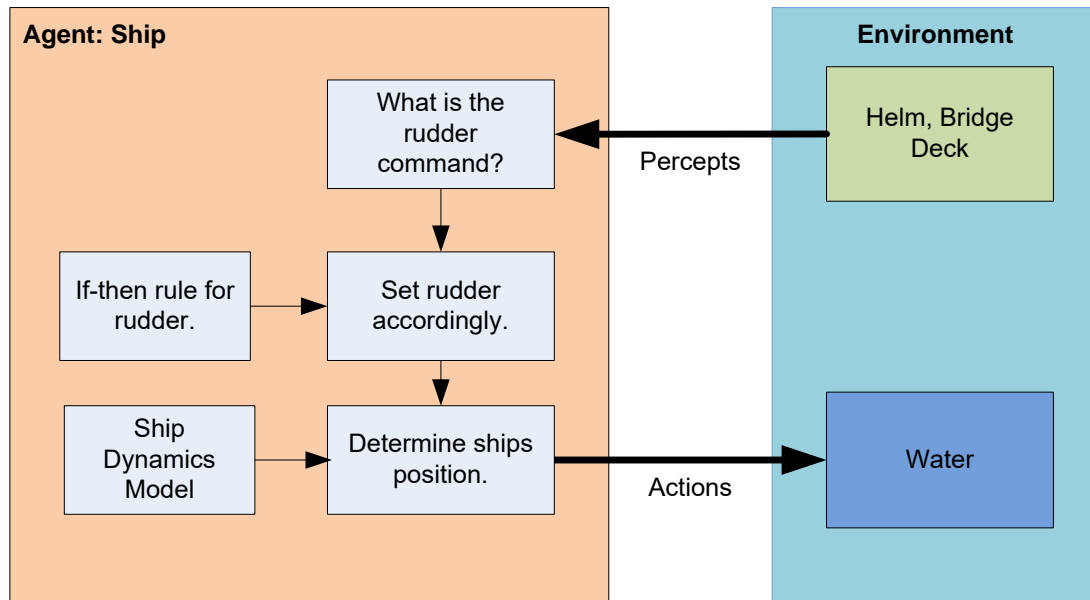 Agent: Ship
Environment
What is the
rudder
command?
Helm, Bridge
Deck
Percepts
If-then rule for
rudder.
Set rudder
accordingly.
Ship
Dynamics
Model
Determine ships
position.
Actions
Water